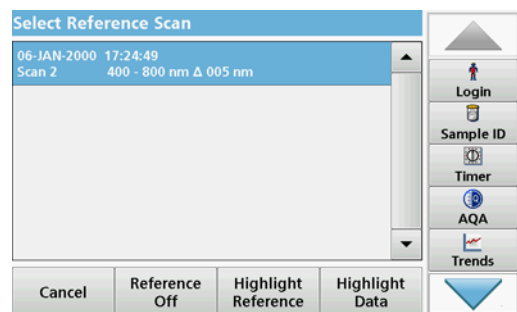 Select Reference Scan
06-JAN-2000 17:24:49
Scan 2 400 - 800 nm Δ 005 nm
Login
Sample ID
Timer
AQA
Trends
Cancel
Reference
Off
Highlight
Reference
Highlight
Data